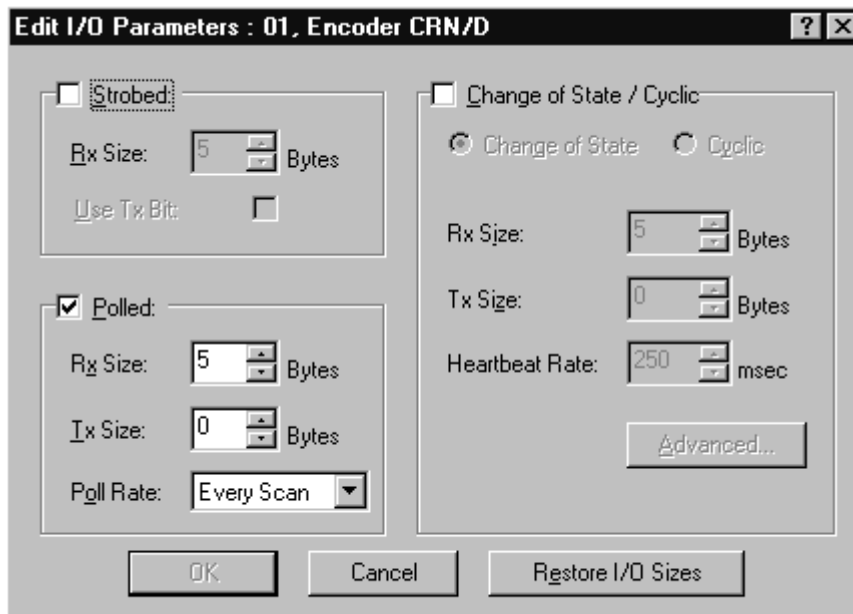 Edit I/O Parameters : 01, Encoder CRN/D
Strobed:
Rx Size: 5 Bytes
Use Tx Bit:
Polled:
Rx Size: 5 Bytes
Tx Size: 0 Bytes
Poll Rate: Every Scan
Change of State / Cyclic
Change of State Cyclic
Rx Size: 5 Bytes
Tx Size: 0 Bytes
Heartbeat Rate: 250 msec
Advanced...
OK Cancel Restore I/O Sizes